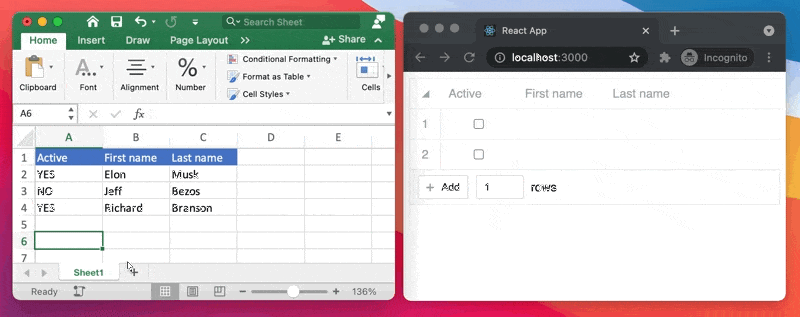 Search Sheet
Home Insert Draw Page Layout >> Share
Clipboard
Font
Alignment
%
Number
Conditional Formatting
Format as Table
Cell Styles
Cells
A6 fx
A B C D E
1 Active First name Last name
2 YES Elon Musk
3 NO Jeff Bezos
4 YES Richard Branson
5
6
7
Sheet1 +
Ready 136%
React App
localhost:3000 Incognito
Active First name Last name
1
2
+ Add 1 rows